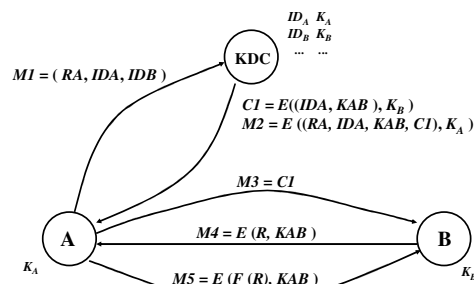 ID_A K_A
ID_B K_B
... ...
KDC
M1 = ( RA, IDA, IDB )
C1 = E((IDA, KAB ), K_B )
M2 = E ((RA, IDA, KAB, C1), K_A )
M3 = C1
A
M4 = E (R, KAB )
B
K_A
K_B
M5 = E (F (R), KAB )